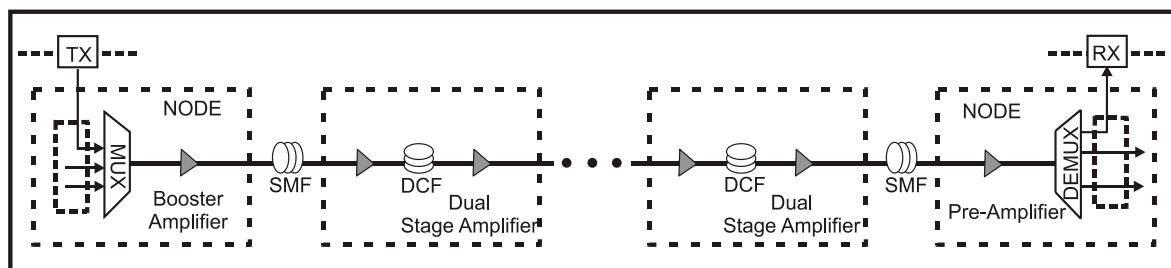 TX
RX
NODE
NODE
MUX
DEMUX
SMF
DCF
DCF
SMF
Booster
Amplifier
Dual
Stage Amplifier
Dual
Stage Amplifier
Pre-Amplifier